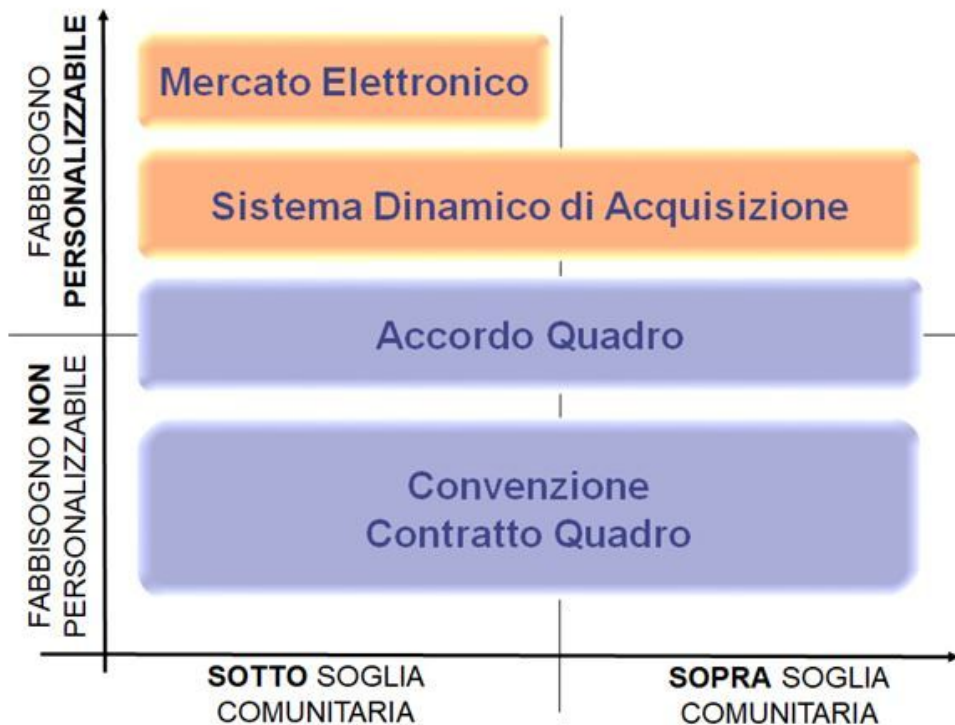 FABBISOGNO
PERSONALIZZABILE
Mercato Elettronico
Sistema Dinamico di Acquisizione
Accordo Quadro
FABBISOGNO NON
PERSONALIZZABILE
Convenzione
Contratto Quadro
SOTTO SOGLIA
COMUNITARIA
SOPRA SOGLIA
COMUNITARIA